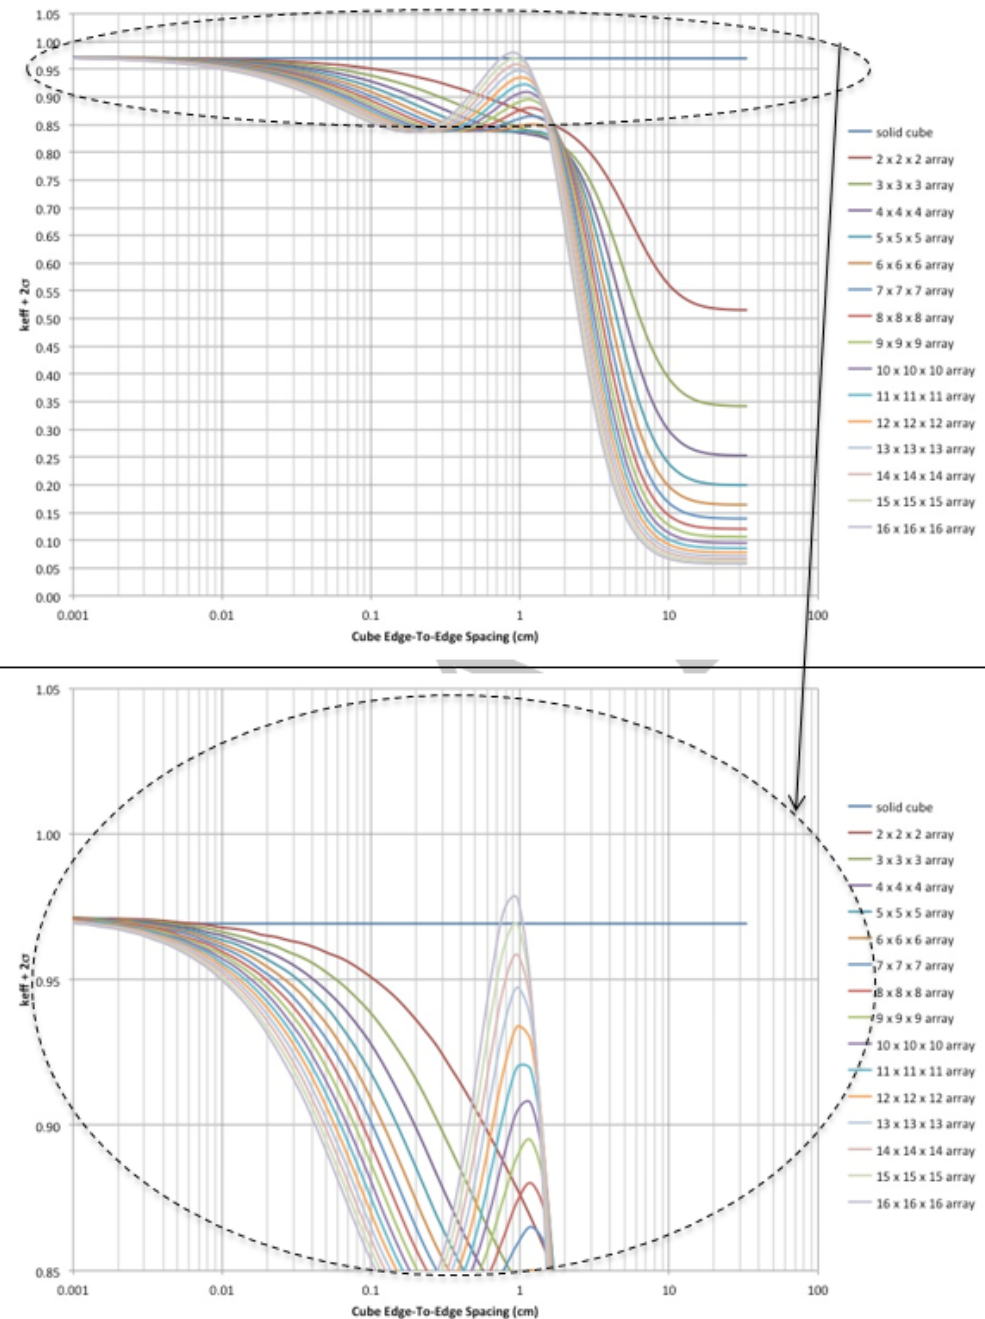 1.05
1.00
0.95
0.90
0.85
0.80
0.75
0.70
0.65
0.60
0.55
0.50
0.45
0.40
0.35
0.30
0.25
0.20
0.15
0.10
0.05
0.00
keff + 2σ
0.001 0.01 0.1 1 10 100
Cube Edge-To-Edge Spacing (cm)
solid cube
2 x 2 x 2 array
3 x 3 x 3 array
4 x 4 x 4 array
5 x 5 x 5 array
6 x 6 x 6 array
7 x 7 x 7 array
8 x 8 x 8 array
9 x 9 x 9 array
10 x 10 x 10 array
11 x 11 x 11 array
12 x 12 x 12 array
13 x 13 x 13 array
14 x 14 x 14 array
15 x 15 x 15 array
16 x 16 x 16 array
1.05
1.00
0.95
0.90
0.85
keff + 2σ
0.001 0.01 0.1 1 10 100
Cube Edge-To-Edge Spacing (cm)
solid cube
2 x 2 x 2 array
3 x 3 x 3 array
4 x 4 x 4 array
5 x 5 x 5 array
6 x 6 x 6 array
7 x 7 x 7 array
8 x 8 x 8 array
9 x 9 x 9 array
10 x 10 x 10 array
11 x 11 x 11 array
12 x 12 x 12 array
13 x 13 x 13 array
14 x 14 x 14 array
15 x 15 x 15 array
16 x 16 x 16 array